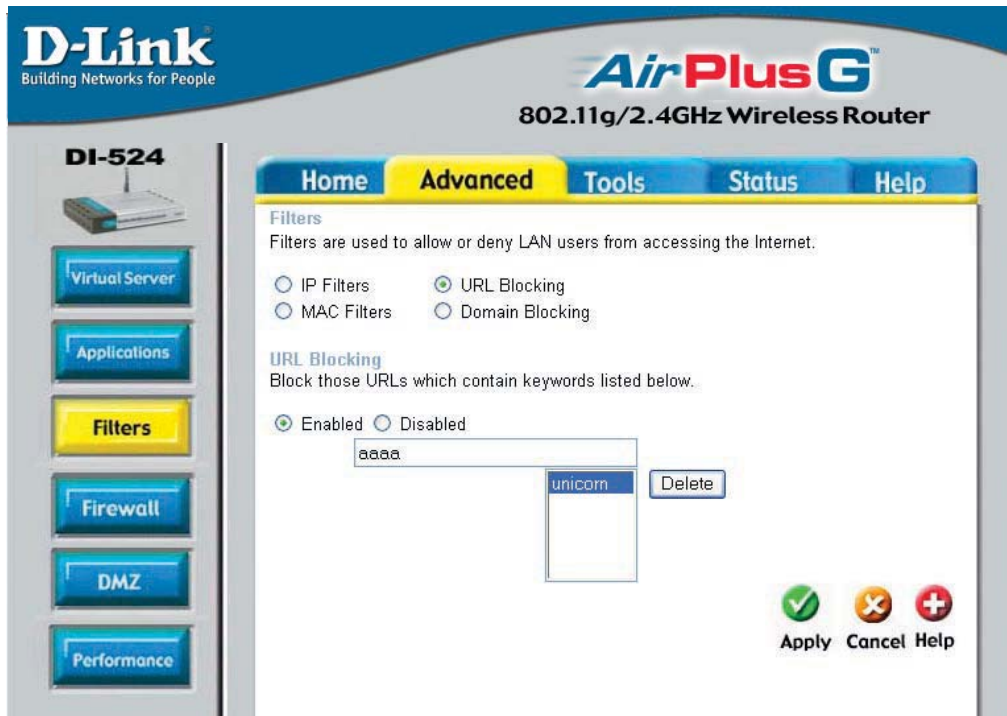 D-Link
Building Networks for People
AirPlusG™
802.11g/2.4GHz Wireless Router
DI-524
Home Advanced Tools Status Help
Virtual Server
Applications
Filters
Firewall
DMZ
Performance
Filters
Filters are used to allow or deny LAN users from accessing the Internet.
IP Filters URL Blocking
MAC Filters Domain Blocking
URL Blocking
Block those URLs which contain keywords listed below.
Enabled Disabled
aaaa
unicorn Delete
Apply Cancel Help